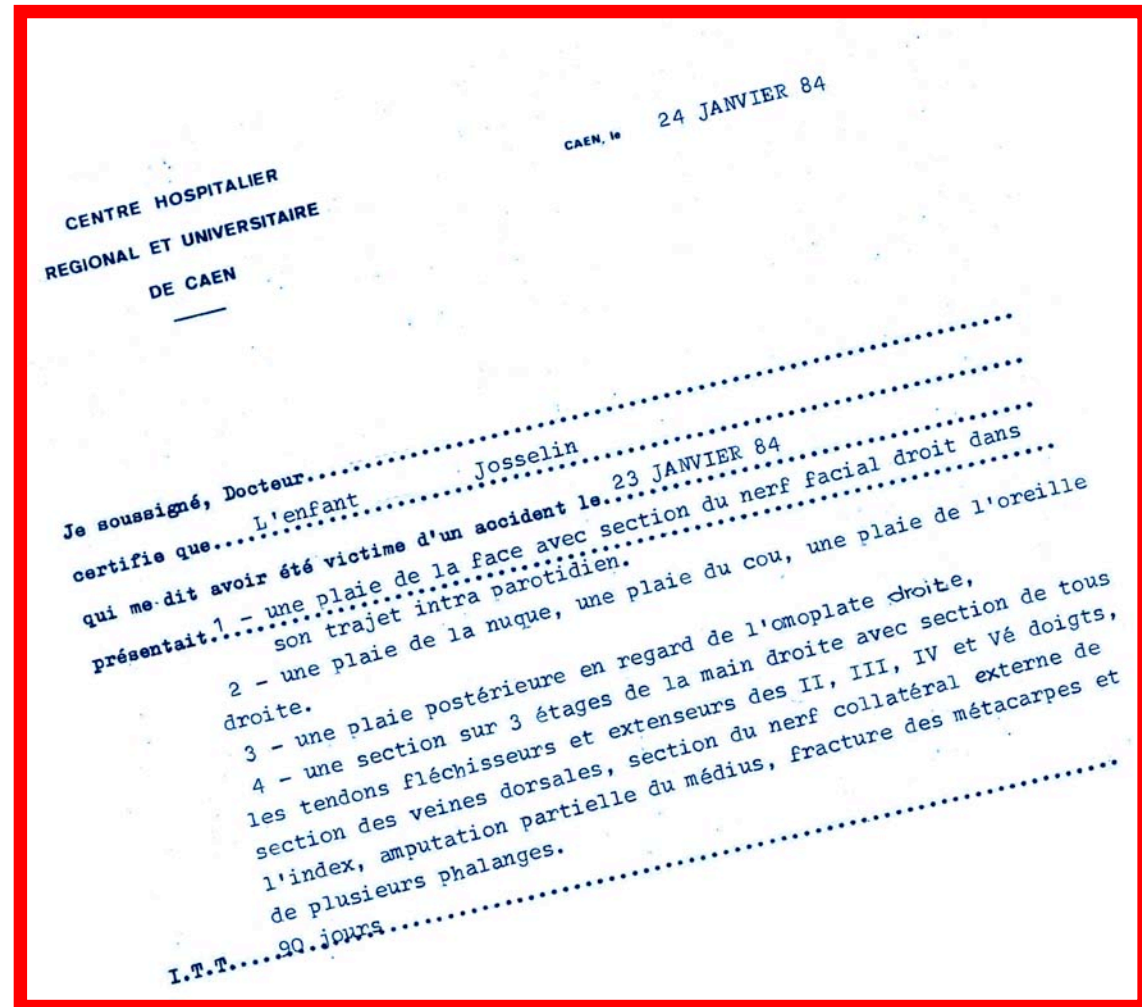 CAEN, le 24 JANVIER 84
CENTRE HOSPITALIER
REGIONAL ET UNIVERSITAIRE
DE CAEN
Je soussigné, Docteur
certifie que L'enfant Josselin
qui me dit avoir été victime d'un accident le 23 JANVIER 84
présentait 1 - une plaie de la face avec section du nerf facial droit dans
son trajet intra parotidien.
2 - une plaie de la nuque, une plaie du cou, une plaie de l'oreille
droite.
3 - une plaie postérieure en regard de l'omoplate droite,
4 - une section sur 3 étages de la main droite avec section de tous
les tendons fléchisseurs et extenseurs des II, III, IV et Vé doigts,
section des veines dorsales, section du nerf collatéral externe de
l'index, amputation partielle du médius, fracture des métacarpes et
de plusieurs phalanges.
I.T.T. 90 jours